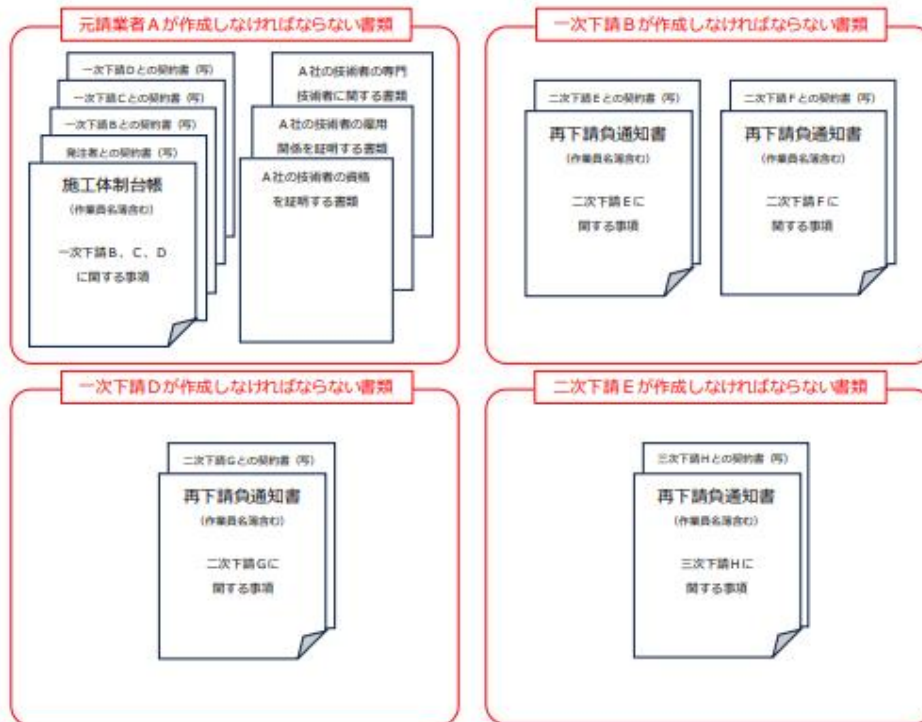 元請業者Aが作成しなければならない書類
一次下請Dとの契約書（写）
一次下請Cとの契約書（写）
一次下請Bとの契約書（写）
発注者との契約書（写）
施工体制台帳
（作業員名簿含む）
一次下請B、C、D
に関する事項
A社の技術者の専門
技術者に関する書類
A社の技術者の雇用
関係を証明する書類
A社の技術者の資格
を証明する書類
一次下請Bが作成しなければならない書類
二次下請Eとの契約書（写）
再下請負通知書
（作業員名簿含む）
二次下請Eに
関する事項
二次下請Fとの契約書（写）
再下請負通知書
（作業員名簿含む）
二次下請Fに
関する事項
一次下請Dが作成しなければならない書類
二次下請Gとの契約書（写）
再下請負通知書
（作業員名簿含む）
二次下請Gに
関する事項
二次下請Eが作成しなければならない書類
三次下請Hとの契約書（写）
再下請負通知書
（作業員名簿含む）
三次下請Hに
関する事項